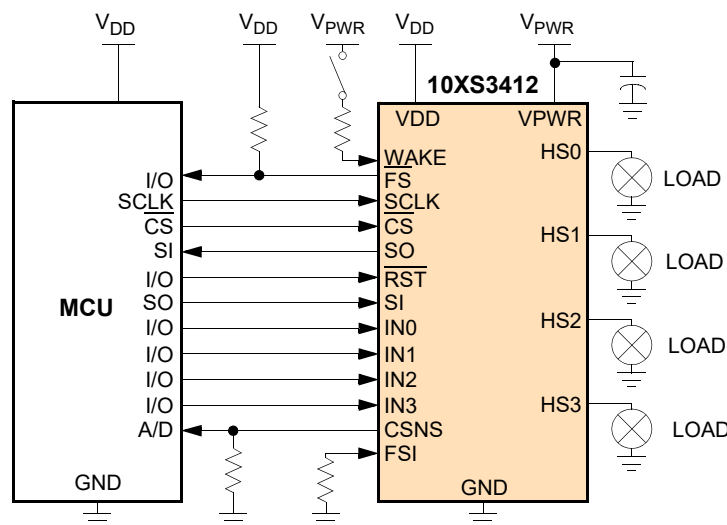 VDD VDD VPWR VDD VPWR
10XS3412
VDD VPWR
WAKE HS0
LOAD
I/O FS
SCLK SCLK
CS CS
SI SO
HS1
LOAD
I/O RST
MCU
SO SI
I/O IN0
HS2
LOAD
I/O IN1
I/O IN2
I/O IN3
HS3
LOAD
A/D CSNS
FSI
GND GND